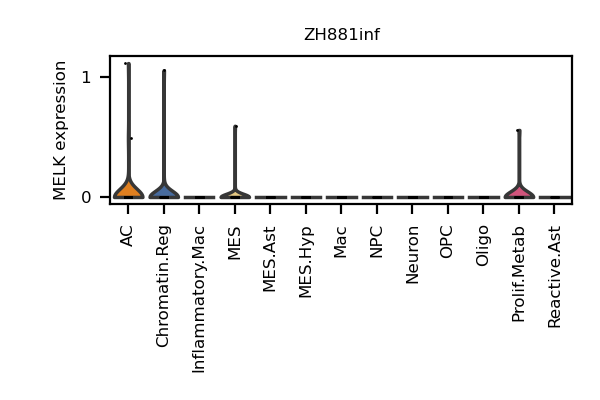 ZH881inf
MELK expression
1
0
AC
Chromatin.Reg
Inflammatory.Mac
MES
MES.Ast
MES.Hyp
Mac
NPC
Neuron
OPC
Oligo
Prolif.Metab
Reactive.Ast